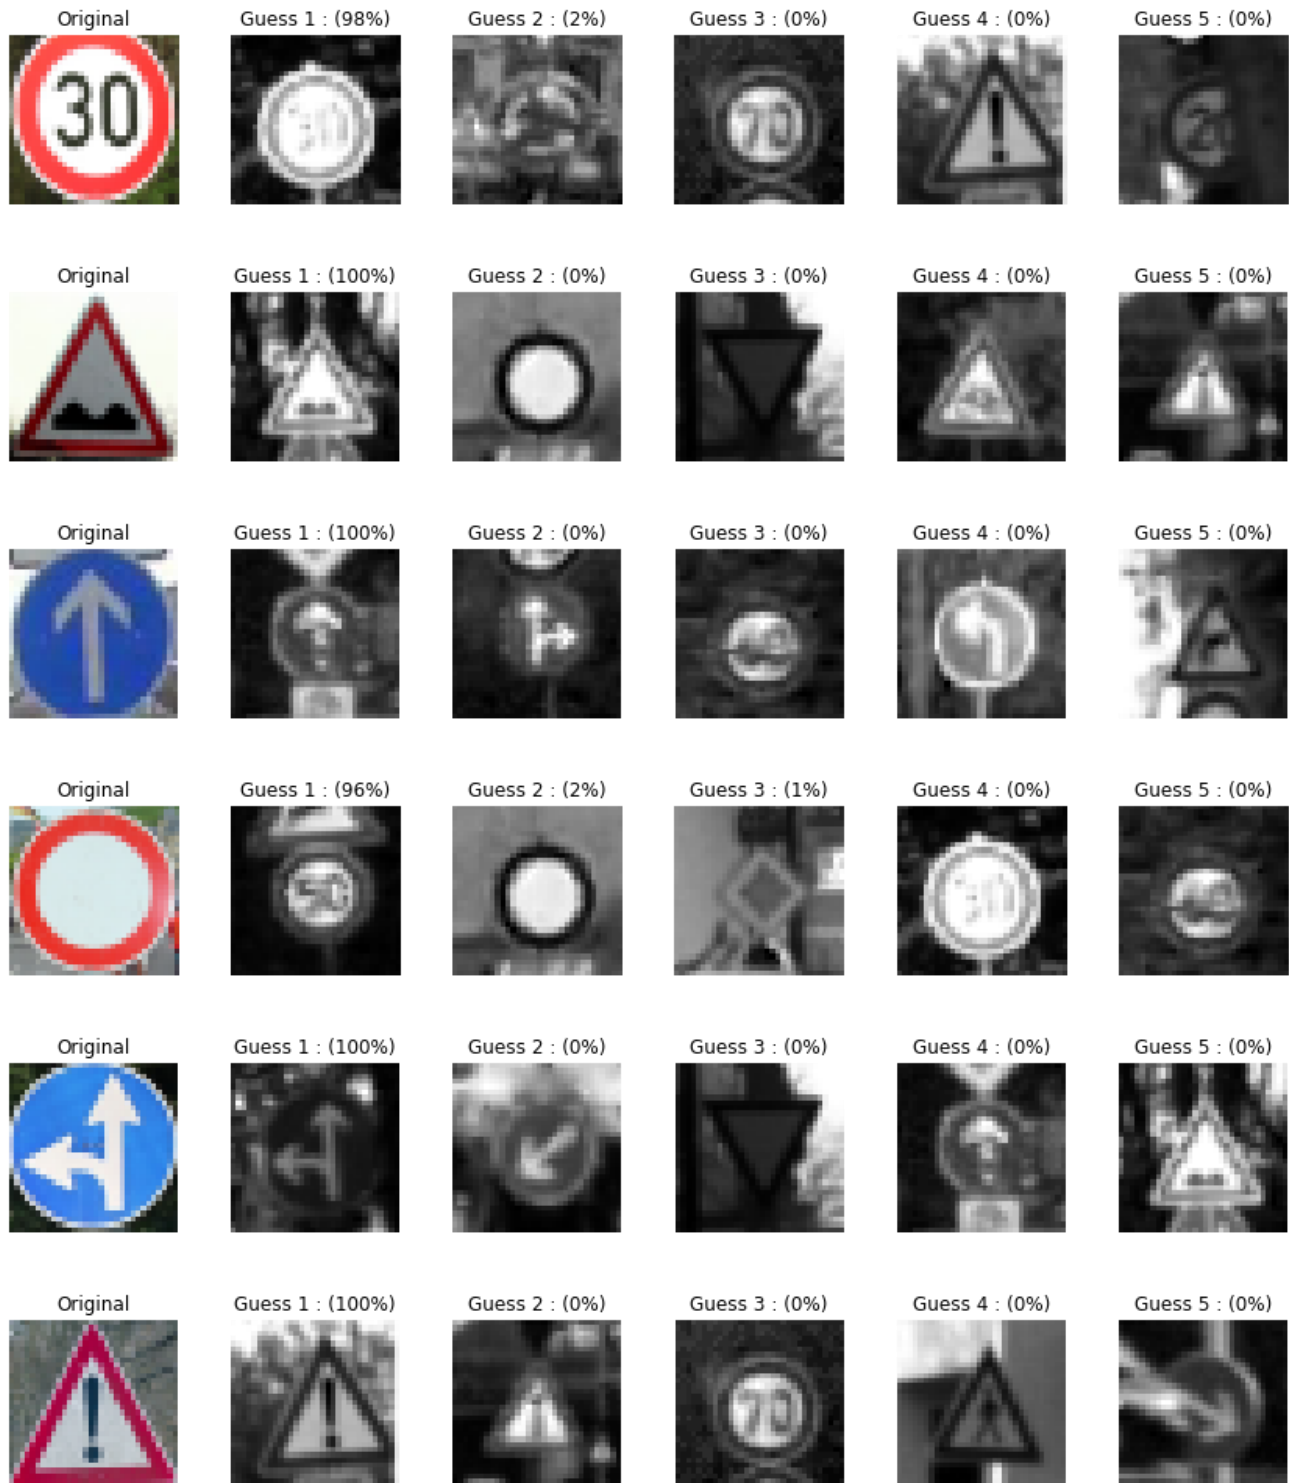 Original Guess 1 : (98%) Guess 2 : (2%) Guess 3 : (0%) Guess 4 : (0%) Guess 5 : (0%)
30 70
Original Guess 1 : (100%) Guess 2 : (0%) Guess 3 : (0%) Guess 4 : (0%) Guess 5 : (0%)
Original Guess 1 : (100%) Guess 2 : (0%) Guess 3 : (0%) Guess 4 : (0%) Guess 5 : (0%)
Original Guess 1 : (96%) Guess 2 : (2%) Guess 3 : (1%) Guess 4 : (0%) Guess 5 : (0%)
Original Guess 1 : (100%) Guess 2 : (0%) Guess 3 : (0%) Guess 4 : (0%) Guess 5 : (0%)
Original Guess 1 : (100%) Guess 2 : (0%) Guess 3 : (0%) Guess 4 : (0%) Guess 5 : (0%)
70